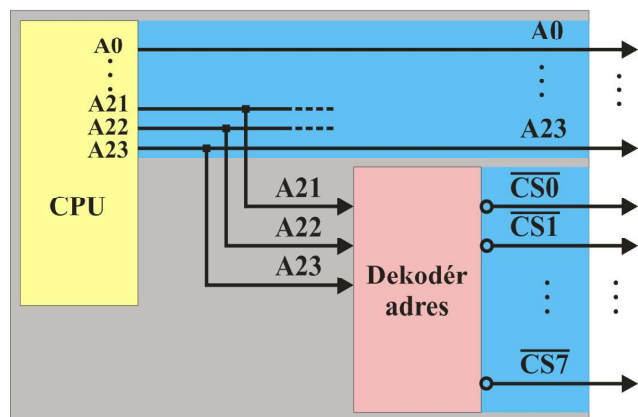 A0
A0
A21
A22
A23
A23
CPU
A21
A22
A23
Dekodér
adres
CS0
CS1
CS7